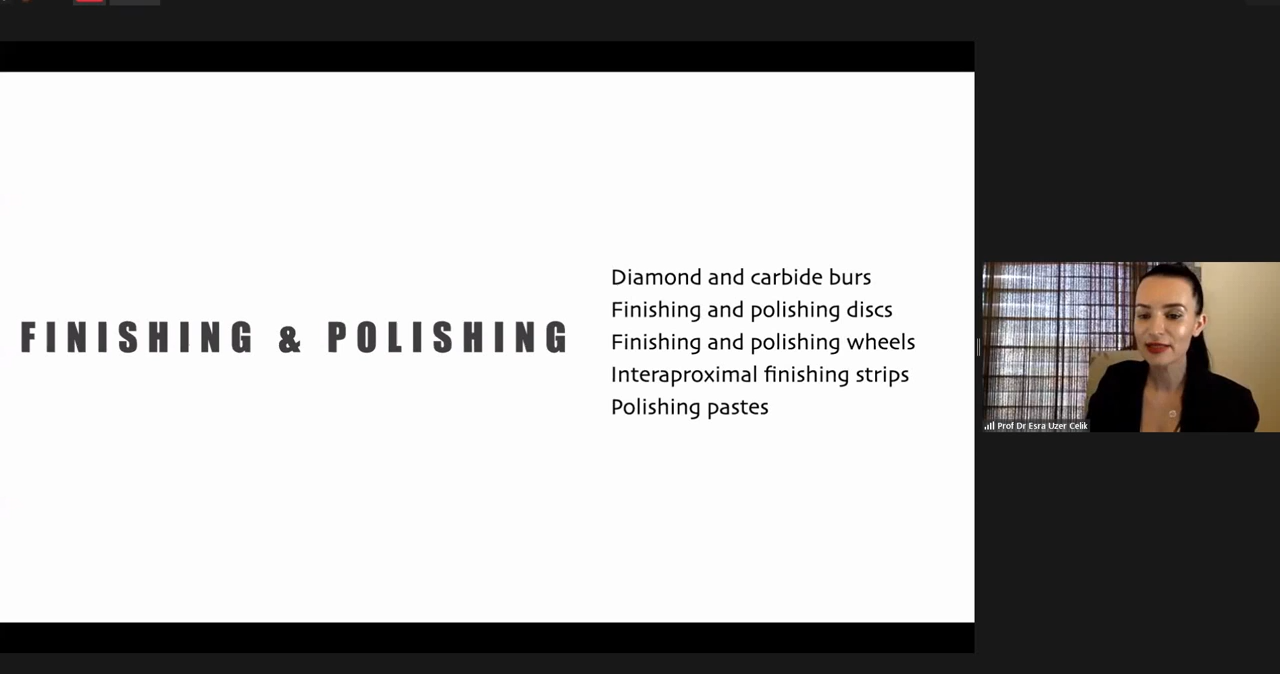 FINISHING & POLISHING
Diamond and carbide burs
Finishing and polishing discs
Finishing and polishing wheels
Interaproximal finishing strips
Polishing pastes
Prof Dr Esra Uzer Celik